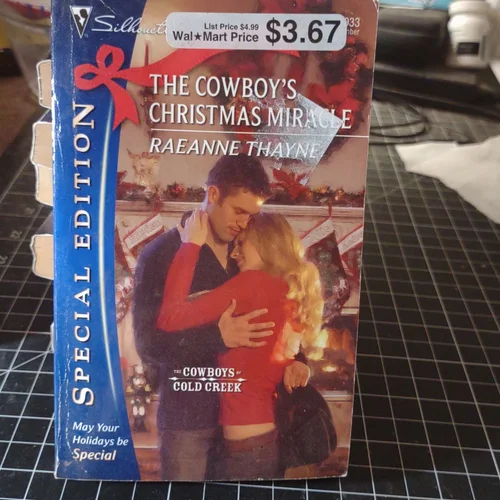 Silhouette
List Price $4.99
Wal★Mart Price $3.67
THE COWBOY'S
CHRISTMAS MIRACLE
RAEANNE THAYNE
SPECIAL EDITION
THE COWBOYS OF
COLD CREEK
May Your
Holidays be
Special